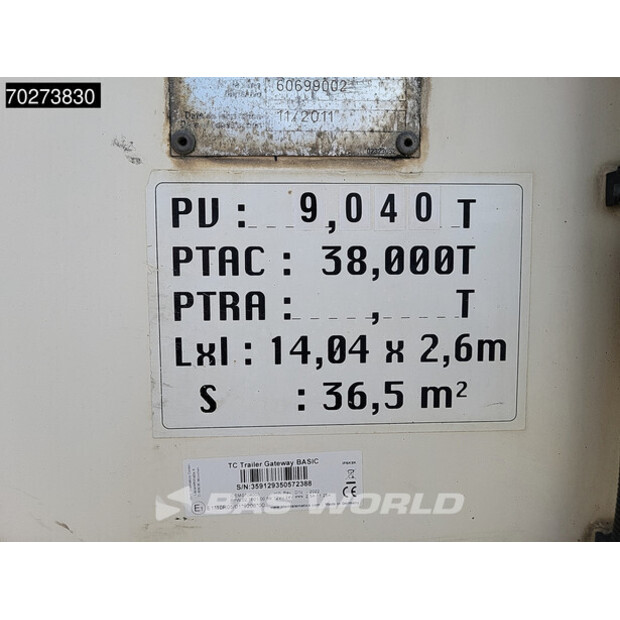 70273830
60699002
11/2011
PV : 9,040 T
PTAC : 38,000T
PTRA : , T
Lxl : 14,04 x 2,6m
S : 36,5 m²
TC Trailer Gateway BASIC
S/N:359129350572388
BAS WORLD